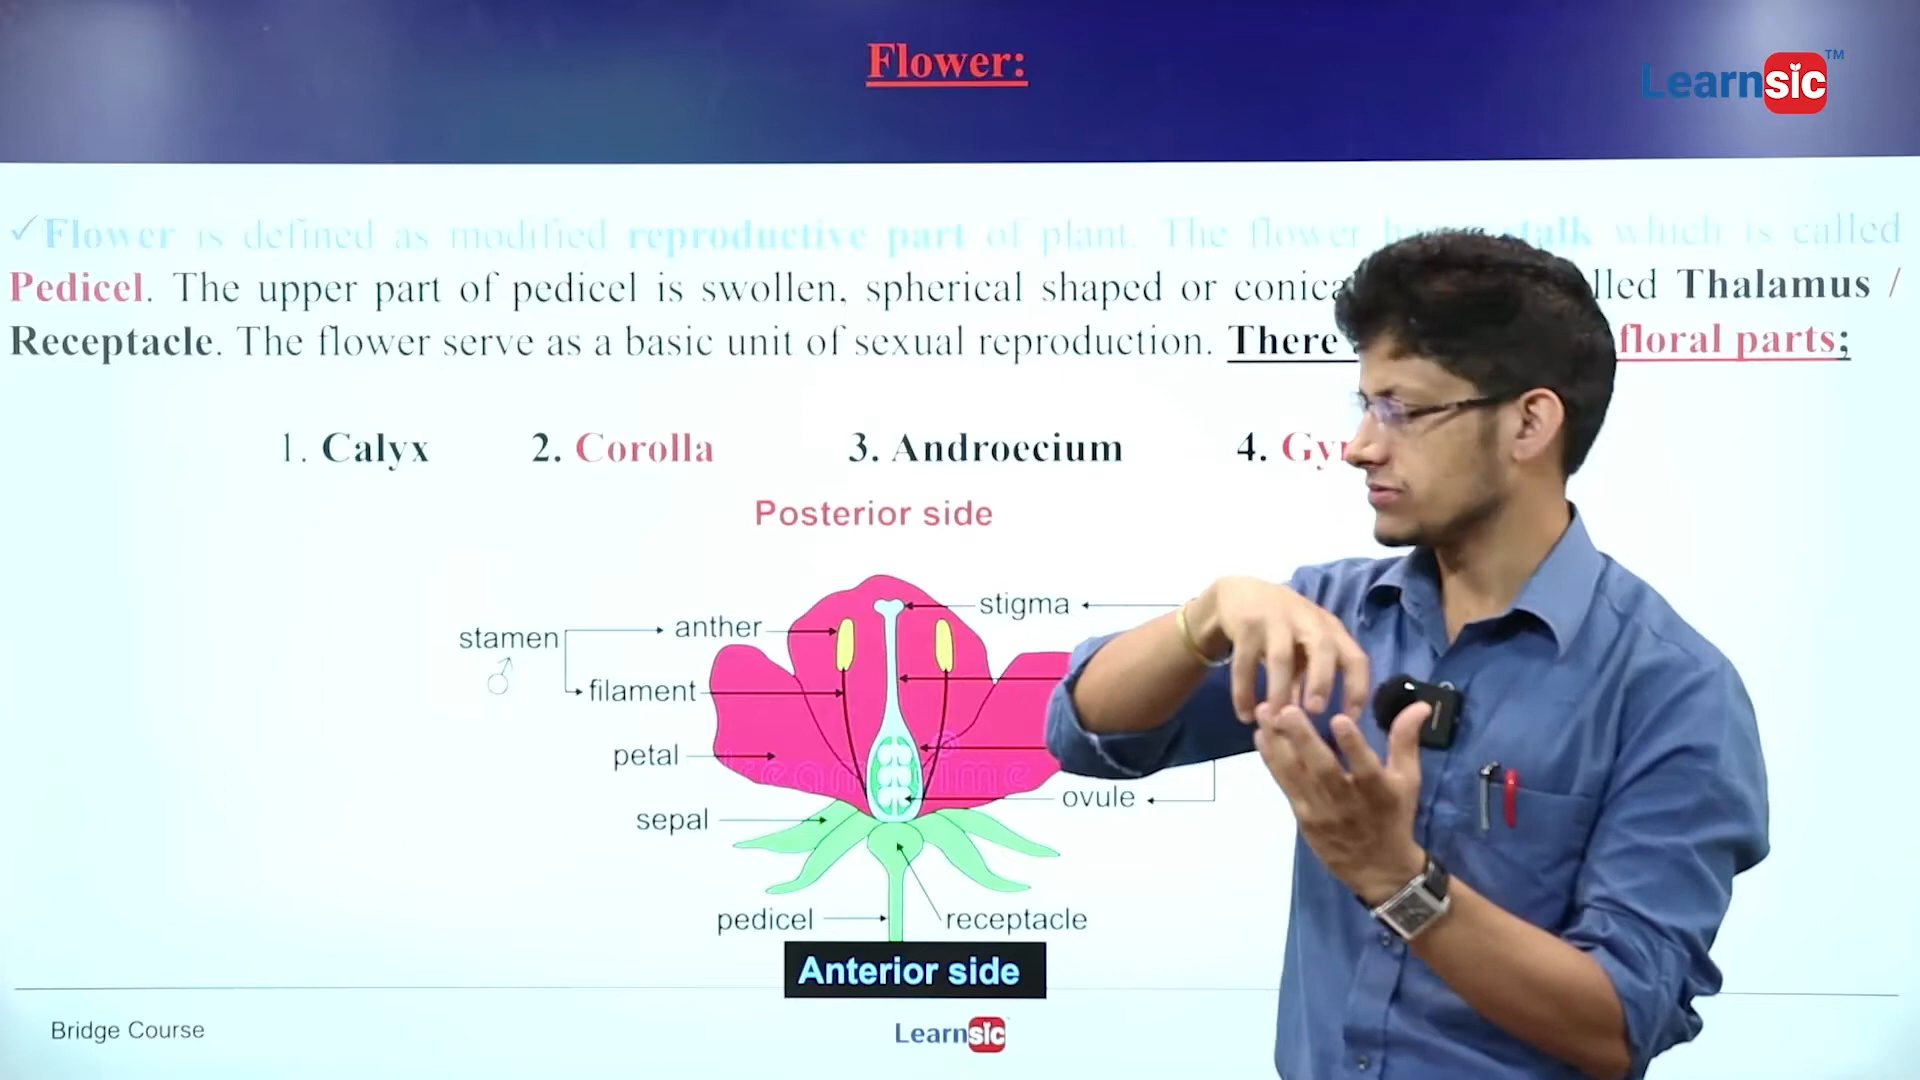 Flower:
Learnsic™
✓Flower is defined as modified reproductive part of plant. The flower stalk which is called
Pedicel. The upper part of pedicel is swollen, spherical shaped or Thalamus /
Receptacle. The flower serve as a basic unit of sexual reproduction. There floral parts;
1. Calyx 2. Corolla 3. Androecium 4.
Posterior side
stigma
anther
stamen
♂
filament
petal
ovule
sepal
pedicel
receptacle
Anterior side
Bridge Course
Learnsic